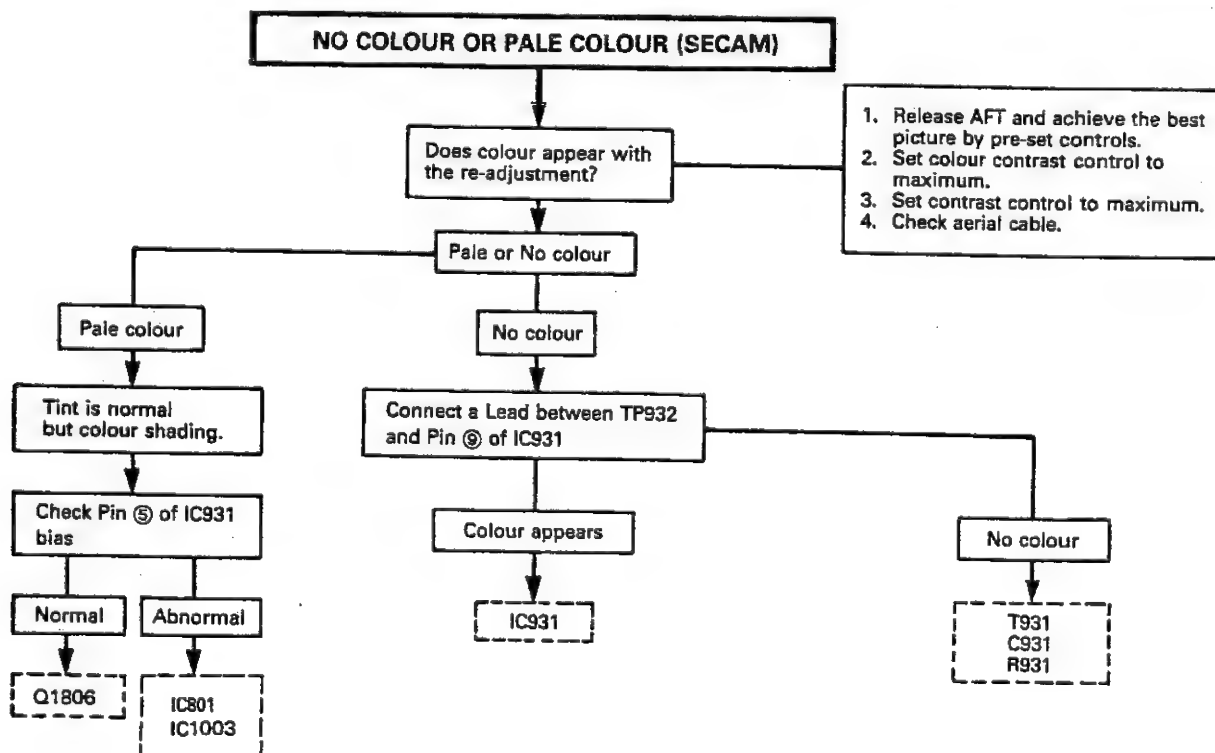 NO COLOUR OR PALE COLOUR (SECAM)
Does colour appear with
the re-adjustment?
1. Release AFT and achieve the best
picture by pre-set controls.
2. Set colour contrast control to
maximum.
3. Set contrast control to maximum.
4. Check aerial cable.
Pale or No colour
Pale colour
No colour
Tint is normal
but colour shading.
Connect a Lead between TP932
and Pin ⑨ of IC931
Check Pin ⑤ of IC931
bias
Colour appears
No colour
Normal
Abnormal
IC931
T931
C931
R931
Q1806
IC801
IC1003